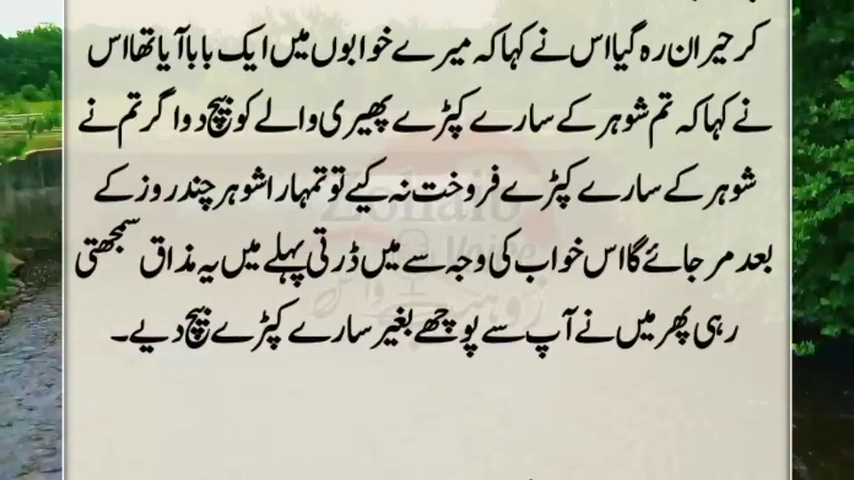 کر حیران رہ گیا اس نے کہا کہ میرے خوابوں میں ایک بابا آیا تھا اس
نے کہا کہ تم شوہر کے سارے کپڑے پھیری والے کو بیچ دو اگر تم نے
شوہر کے سارے کپڑے فروخت نہ کیے تو تمہارا شوہر چند روز کے
بعد مر جائے گا اس خواب کی وجہ سے میں ڈرتی پہلے میں یہ مذاق سمجھتی
رہی پھر میں نے آپ سے پوچھے بغیر سارے کپڑے بیچ دیے۔
Zohaib
Voice